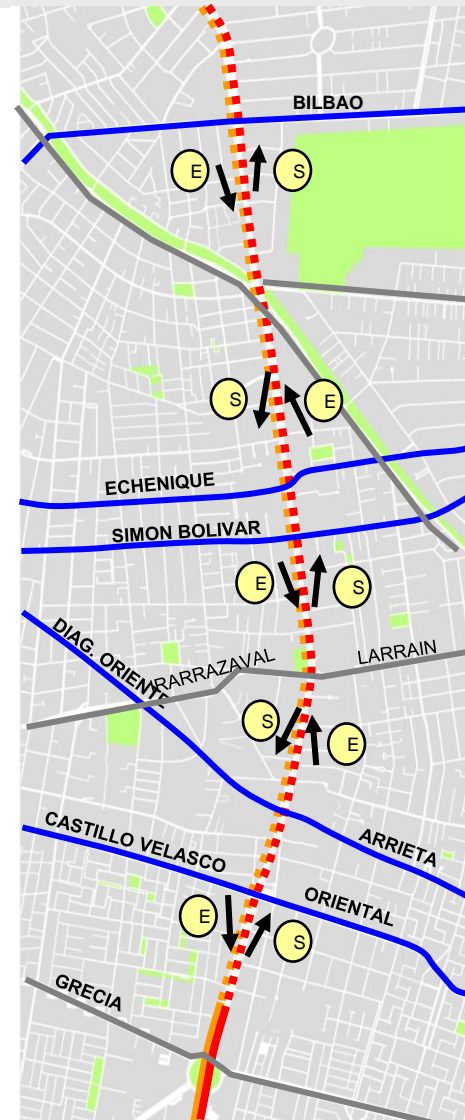 BILBAO
E
S
S
E
ECHENIQUE
SIMON BOLIVAR
E
S
DIAG. ORIENTE
IRARRAZAVAL
LARRAIN
S
E
CASTILLO VELASCO
ARRIETA
ORIENTAL
E
S
GRECIA